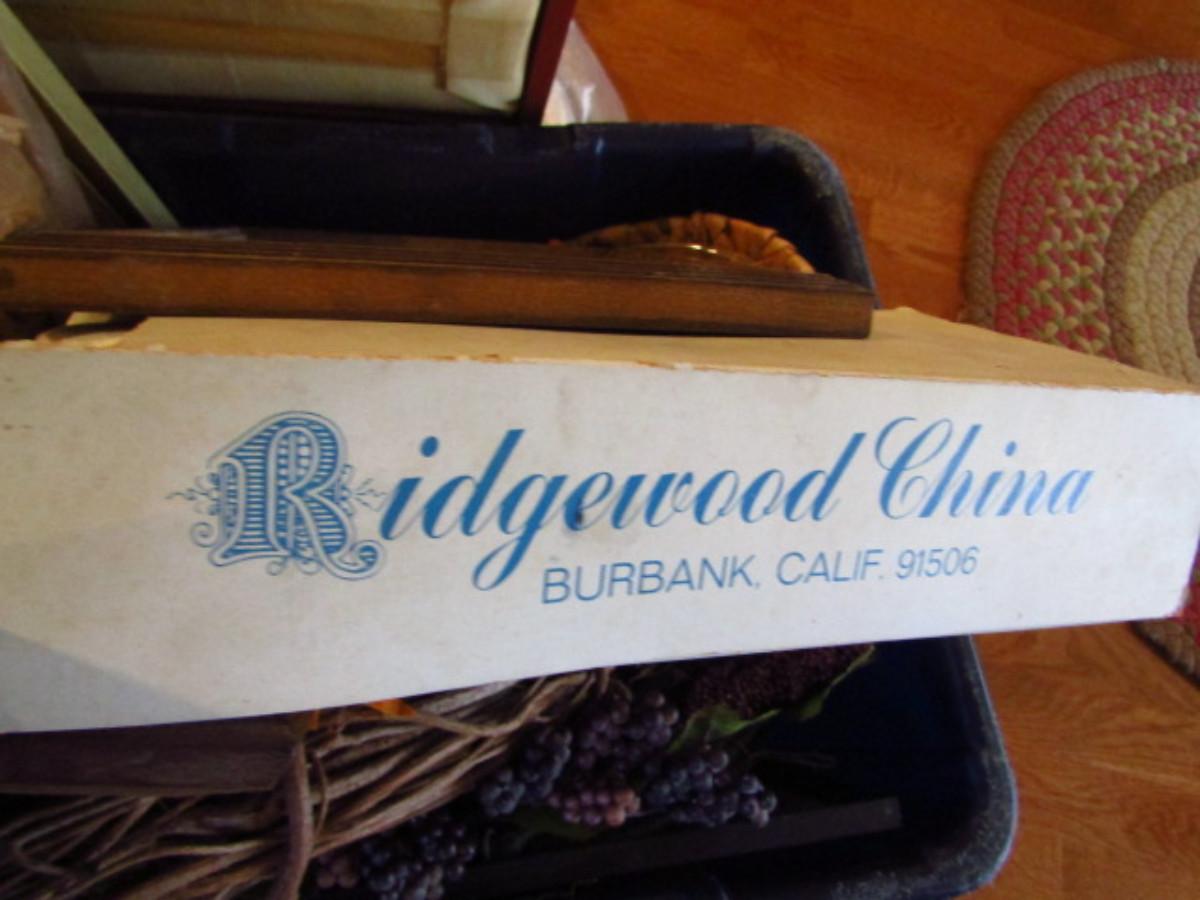 Ridgewood China
BURBANK, CALIF. 91506